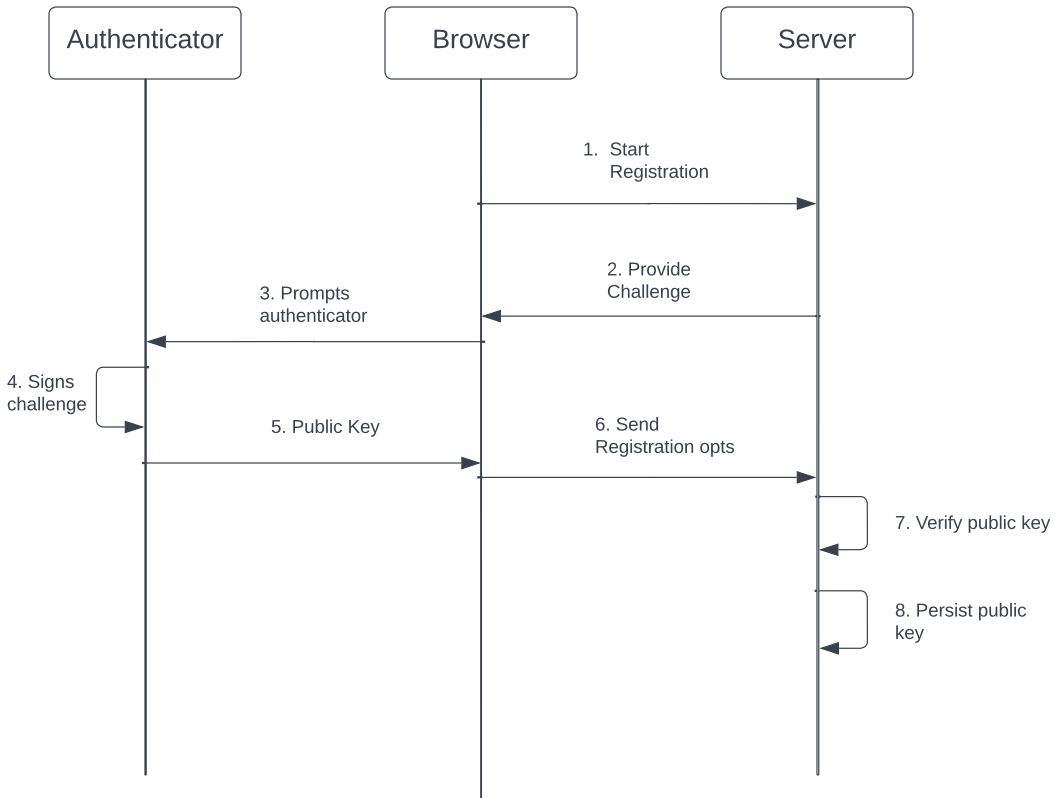 Authenticator
Browser
Server
1. Start
Registration
2. Provide
Challenge
3. Prompts
authenticator
4. Signs
challenge
5. Public Key
6. Send
Registration opts
7. Verify public key
8. Persist public
key